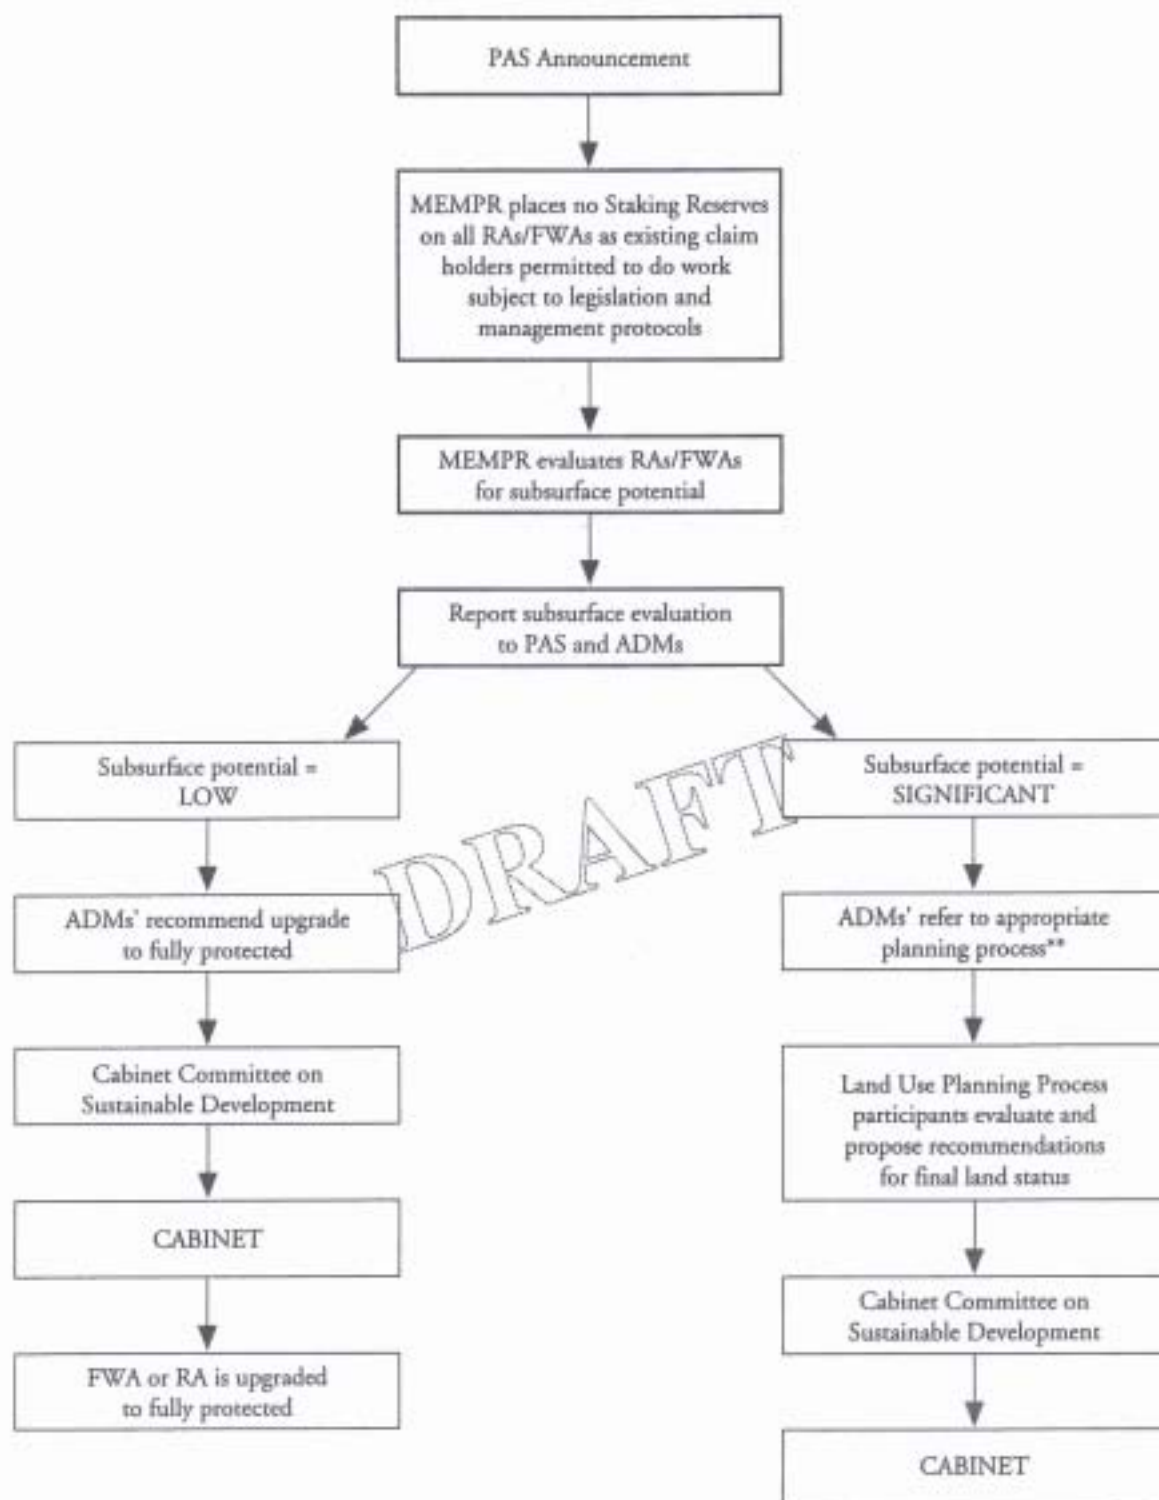 PAS Announcement
MEMPR places no Staking Reserves
on all RAs/FWAs as existing claim
holders permitted to do work
subject to legislation and
management protocols
MEMPR evaluates RAs/FWAs
for subsurface potential
Report subsurface evaluation
to PAS and ADMs
Subsurface potential =
LOW
ADMs' recommend upgrade
to fully protected
Cabinet Committee on
Sustainable Development
CABINET
FWA or RA is upgraded
to fully protected
DRAFT
Subsurface potential =
SIGNIFICANT
ADMs' refer to appropriate
planning process**
Land Use Planning Process
participants evaluate and
propose recommendations
for final land status
Cabinet Committee on
Sustainable Development
CABINET